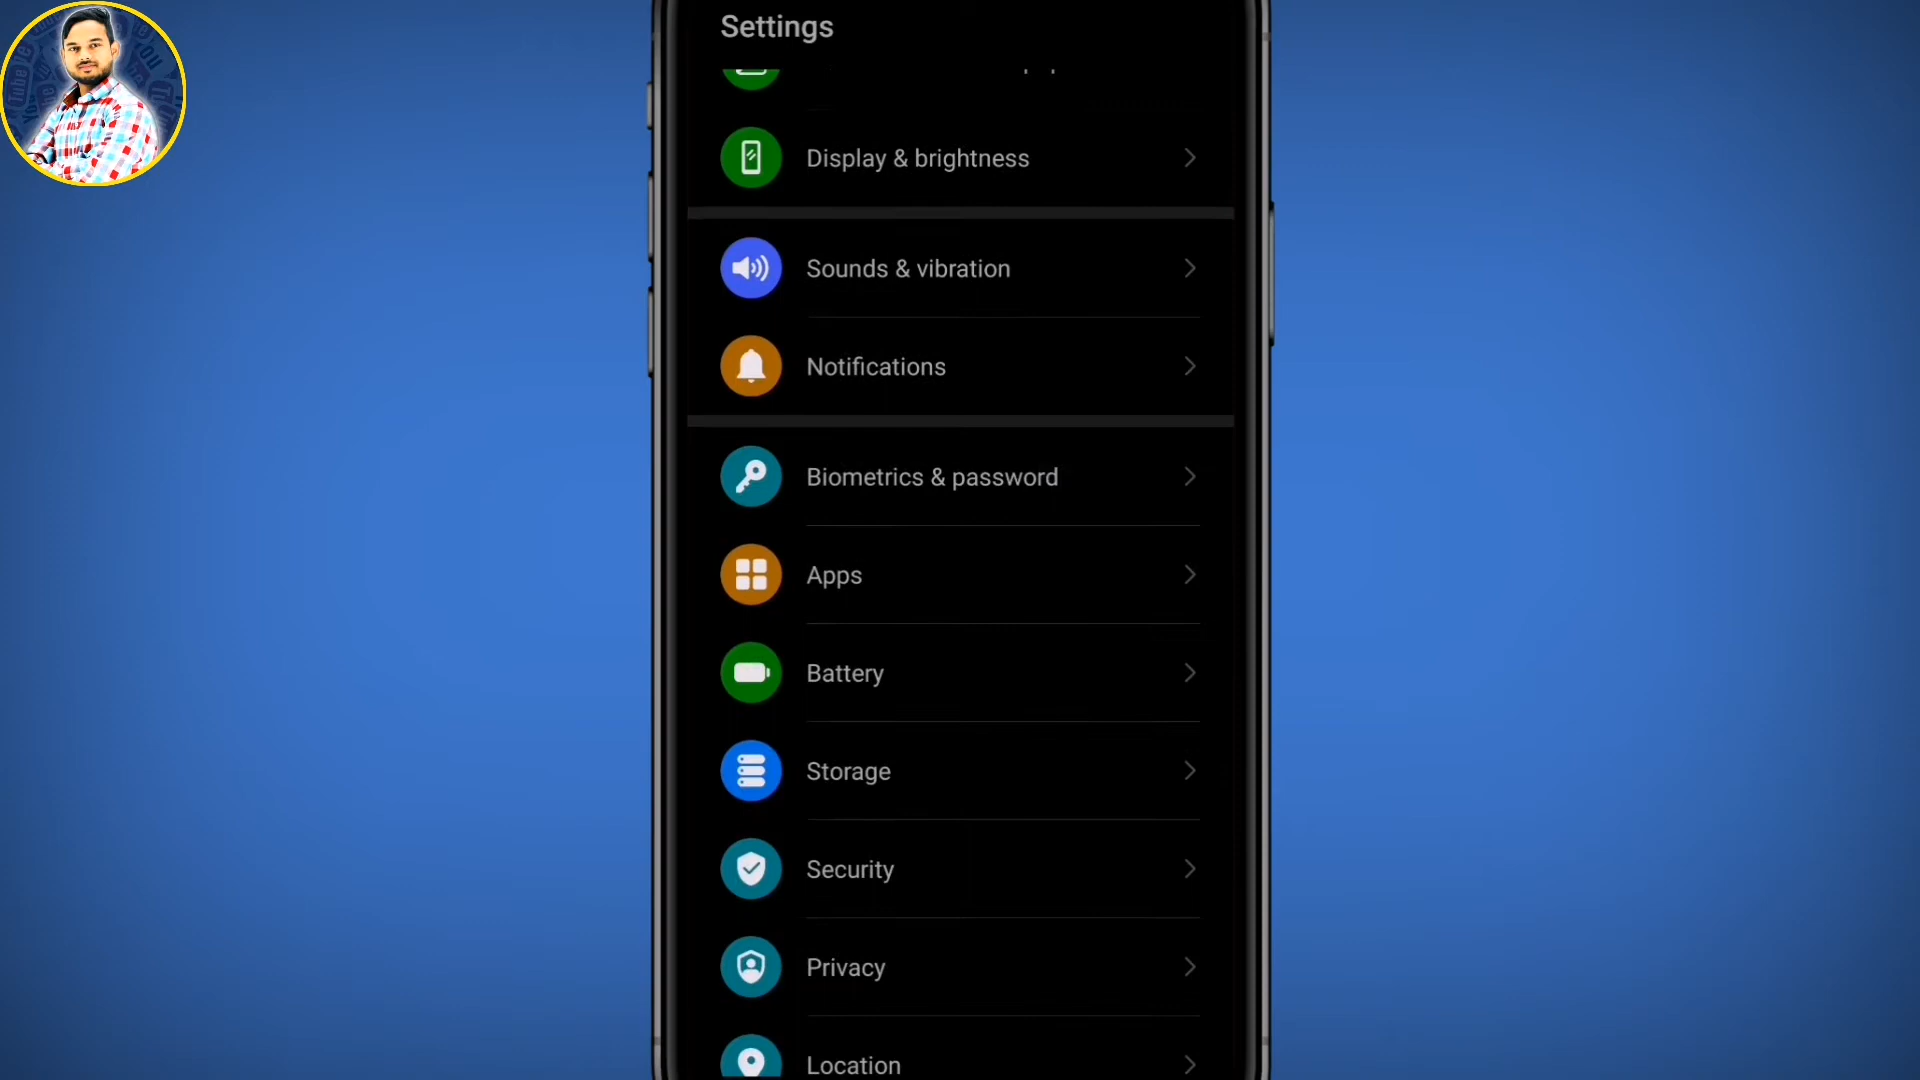 Settings
Display & brightness
Sounds & vibration
Notifications
Biometrics & password
Apps
Battery
Storage
Security
Privacy
Location